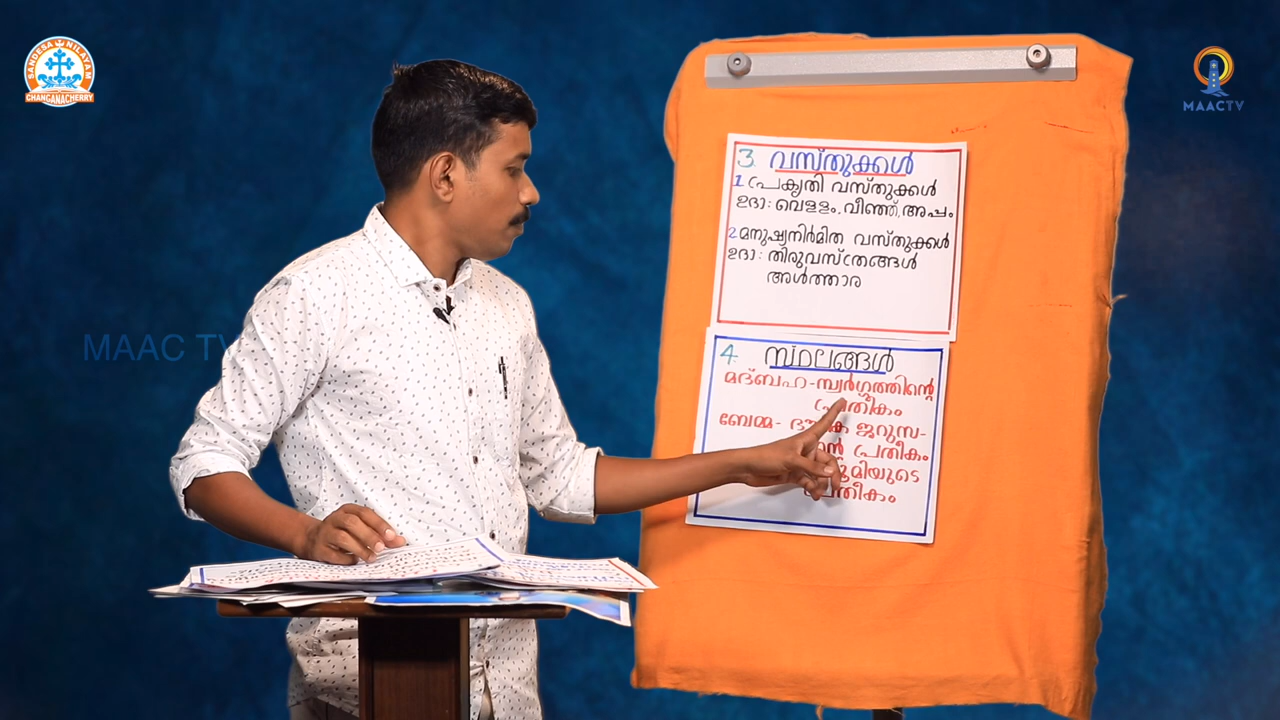 SANDESA NILAYAM
CHANGANACHERRY
MAACTV
MAAC TV
3. വസ്തുക്കൾ
1 പ്രകൃതി വസ്തുക്കൾ
ഉദാ: വെള്ളം, വീഞ്ഞ്, അപ്പം
2 മനുഷ്യനിർമിത വസ്തുക്കൾ
ഉദാ: തിരുവസ്ത്രങ്ങൾ
അൾത്താര
4. സ്ഥലങ്ങൾ
മദ്ബഹ-സ്വർഗ്ഗത്തിന്റെ
പ്രതീകം
ബേമ്മ- ജറുസ-
പ്രതീകം